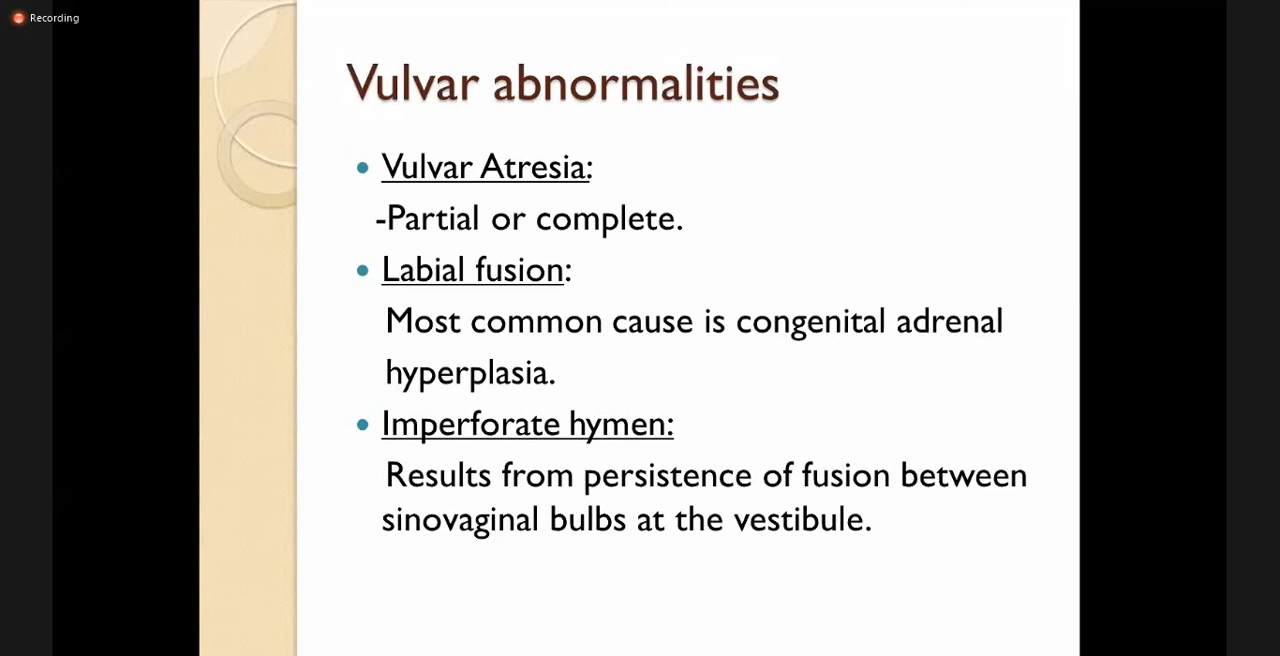 Recording
Vulvar abnormalities
• Vulvar Atresia:
-Partial or complete.
• Labial fusion:
Most common cause is congenital adrenal
hyperplasia.
• Imperforate hymen:
Results from persistence of fusion between
sinovaginal bulbs at the vestibule.